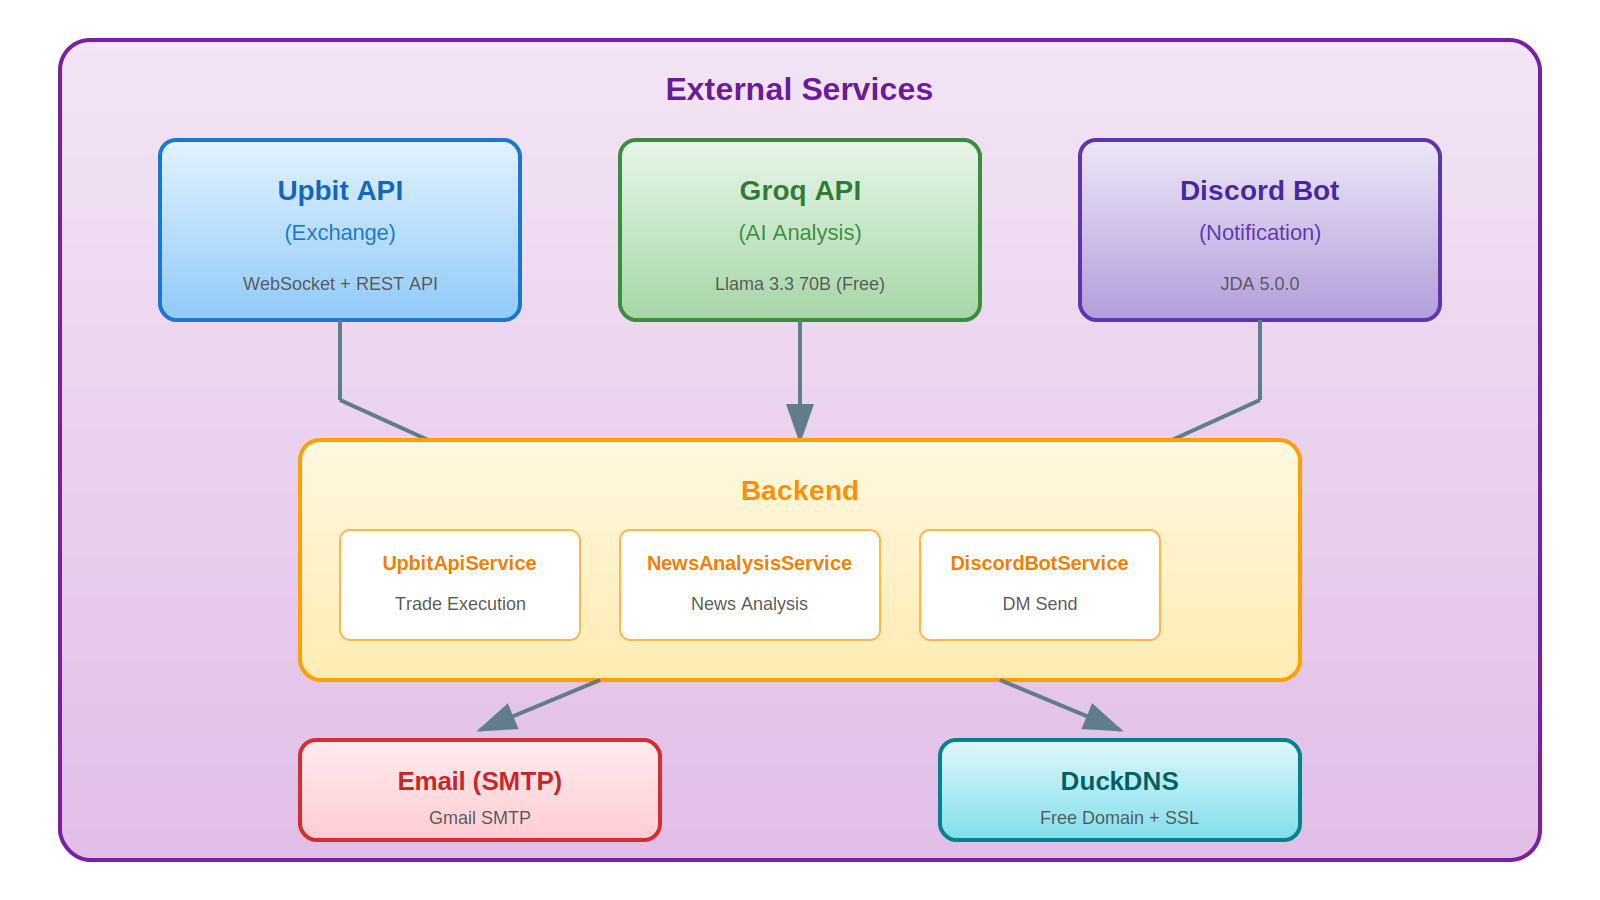 External Services
Upbit API
(Exchange)
WebSocket + REST API
Groq API
(AI Analysis)
Llama 3.3 70B (Free)
Discord Bot
(Notification)
JDA 5.0.0
Backend
UpbitApiService
Trade Execution
NewsAnalysisService
News Analysis
DiscordBotService
DM Send
Email (SMTP)
Gmail SMTP
DuckDNS
Free Domain + SSL